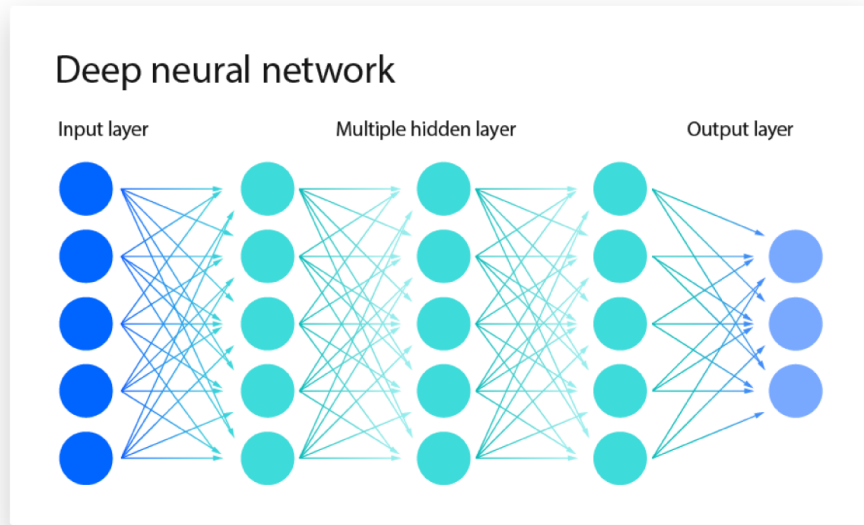 Deep neural network
Input layer
Multiple hidden layer
Output layer